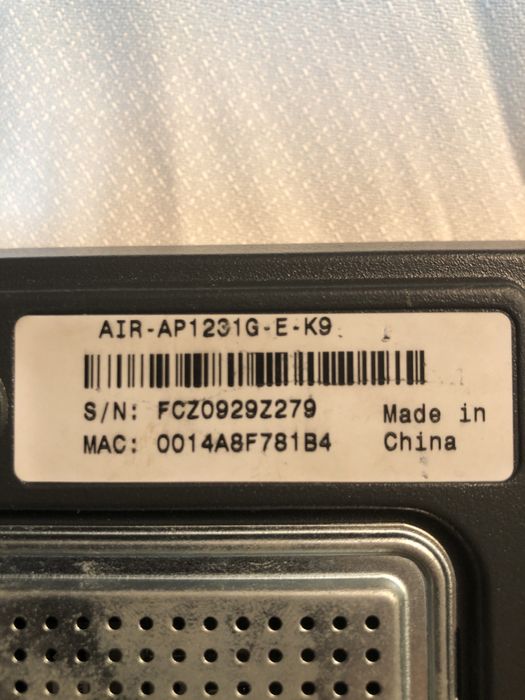 AIR-AP1231G-E-K9
S/N: FCZ0929Z279
MAC: 0014A8F781B4
Made in
China